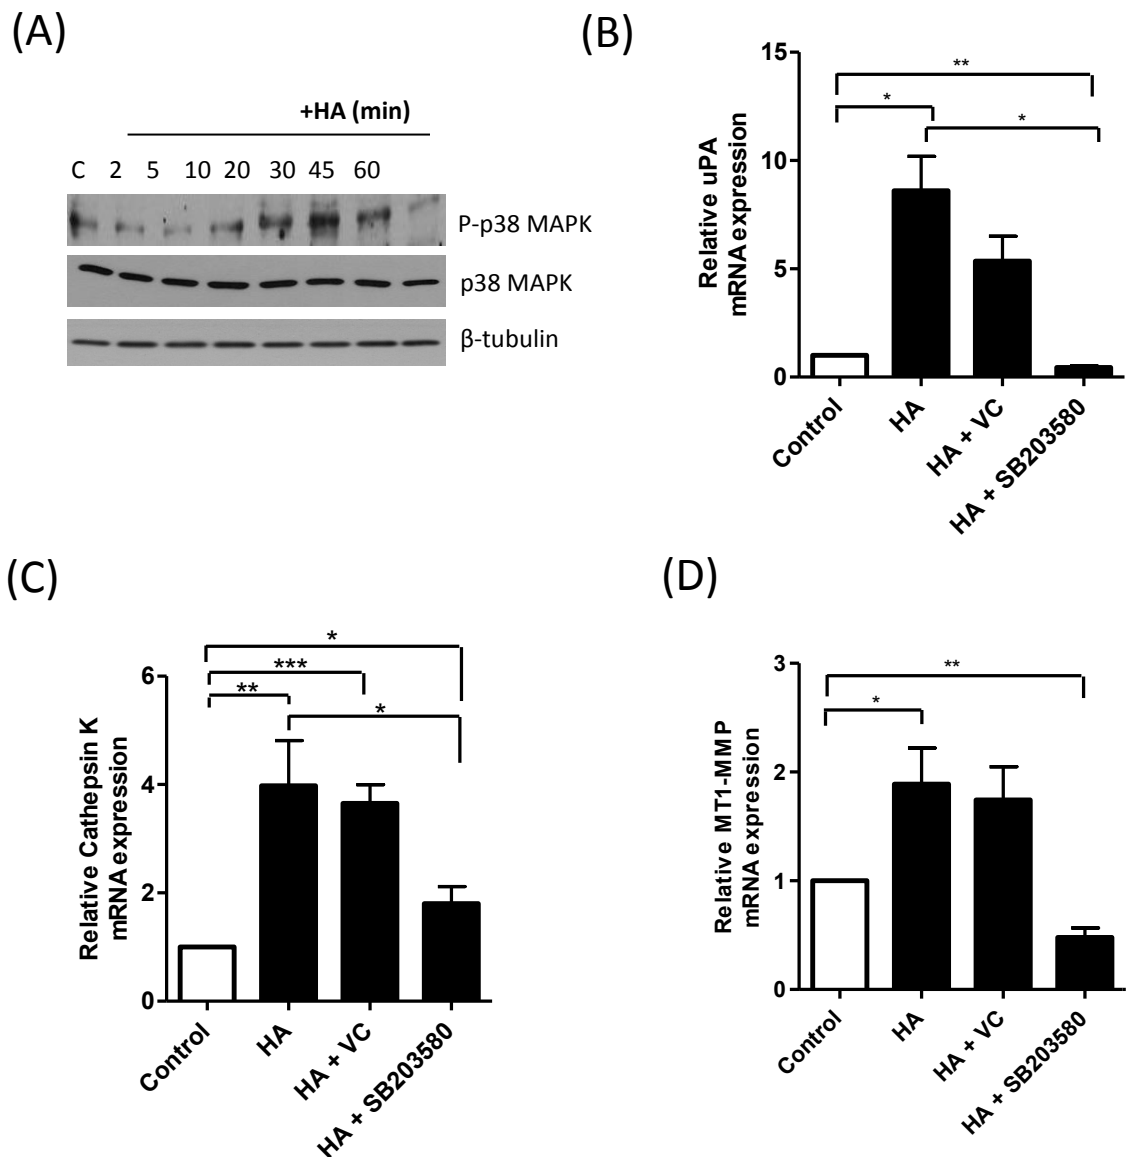 (A)
+HA (min)
C 2 5 10 20 30 45 60
P-p38 MAPK
p38 MAPK
β-tubulin
(B)
Relative uPA
mRNA expression
15
10
5
0
**
*
*
Control
HA
HA + VC
HA + SB203580
(C)
Relative Cathepsin K
mRNA expression
6
4
2
0
*
***
**
*
Control
HA
HA + VC
HA + SB203580
(D)
Relative MT1-MMP
mRNA expression
3
2
1
0
**
*
Control
HA
HA + VC
HA + SB203580